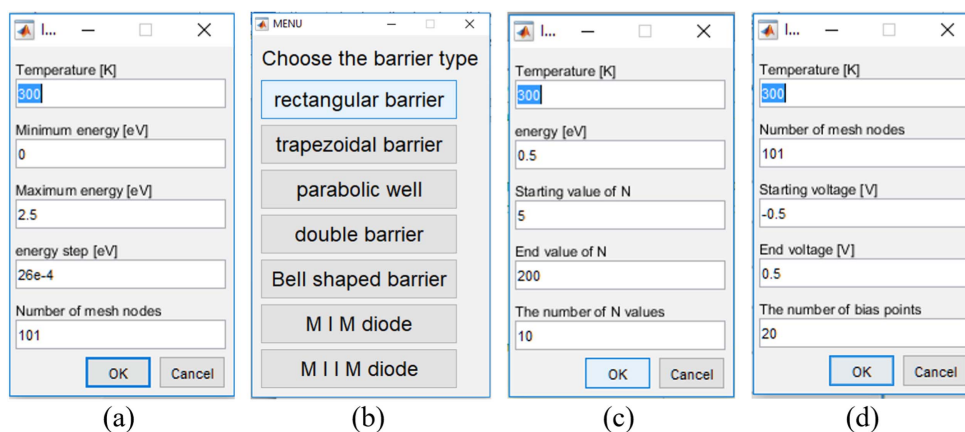 I...
Temperature [K]
300
Minimum energy [eV]
0
Maximum energy [eV]
2.5
energy step [eV]
26e-4
Number of mesh nodes
101
OK Cancel
(a)
MENU
Choose the barrier type
rectangular barrier
trapezoidal barrier
parabolic well
double barrier
Bell shaped barrier
M I M diode
M I I M diode
(b)
I...
Temperature [K]
300
energy [eV]
0.5
Starting value of N
5
End value of N
200
The number of N values
10
OK Cancel
(c)
I...
Temperature [K]
300
Number of mesh nodes
101
Starting voltage [V]
-0.5
End voltage [V]
0.5
The number of bias points
20
OK Cancel
(d)